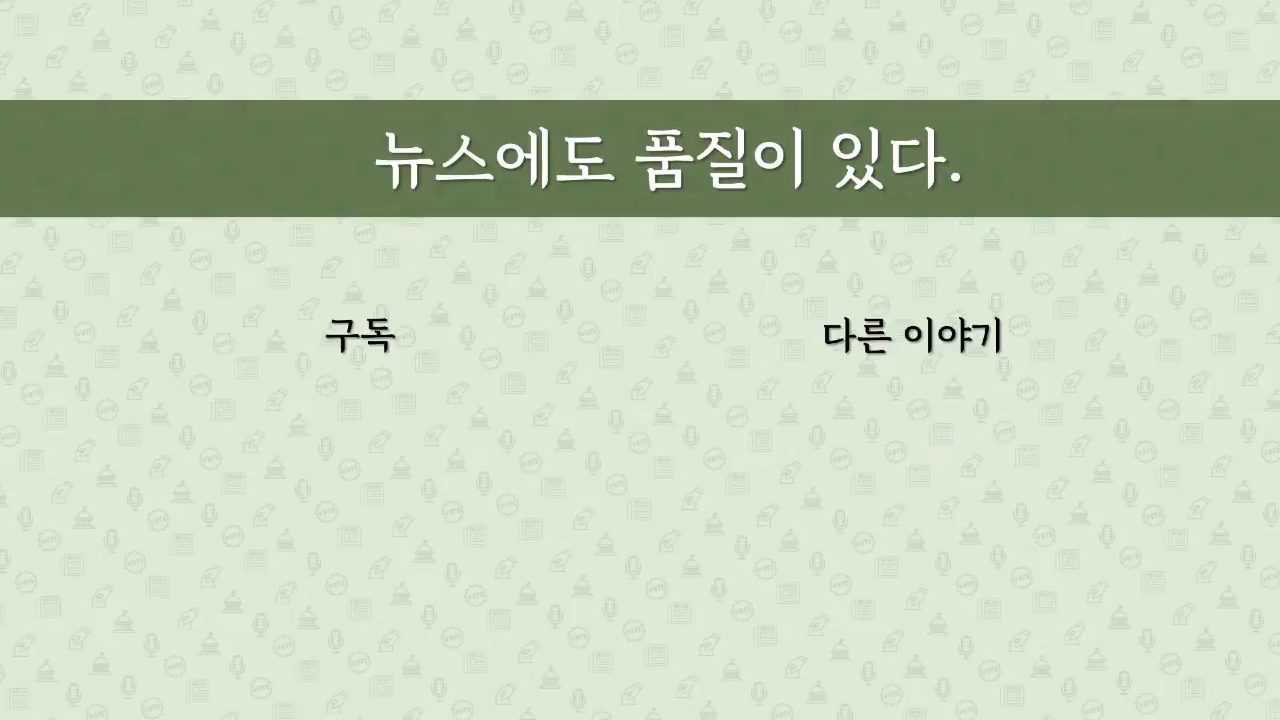 뉴스에도 품질이 있다.
구독
다른 이야기